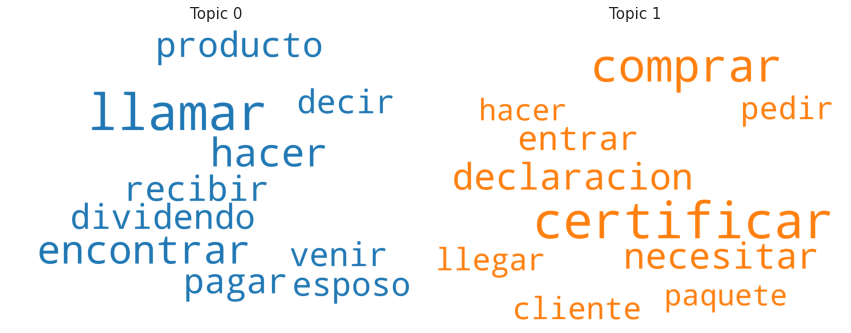 Topic 0
producto
llamar
decir
hacer
recibir
dividendo
encontrar
venir
pagar
esposo
Topic 1
comprar
hacer
pedir
entrar
declaracion
certificar
llegar
necesitar
cliente
paquete